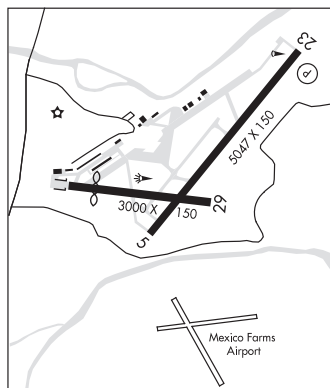 23
P
5047 X 150
3000 X 150
29
5
Mexico Farms
Airport